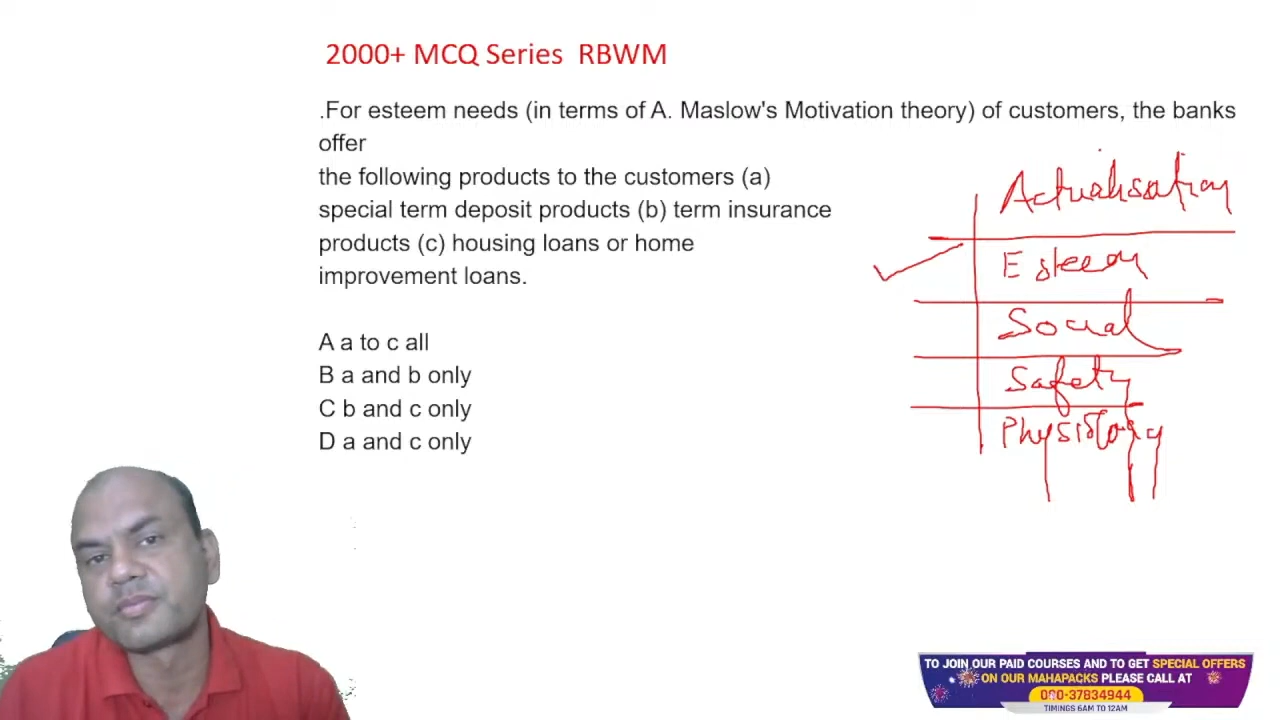 2000+ MCQ Series RBWM
.For esteem needs (in terms of A. Maslow's Motivation theory) of customers, the banks
offer
the following products to the customers (a)
special term deposit products (b) term insurance
products (c) housing loans or home
improvement loans.
A a to c all
B a and b only
C b and c only
D a and c only
Actualisation
Esteem
Social
Safety
Physiology
TO JOIN OUR PAID COURSES AND TO GET SPECIAL OFFERS
ON OUR MAHAPACKS PLEASE CALL AT
080-37834944
TIMINGS 6AM TO 12AM